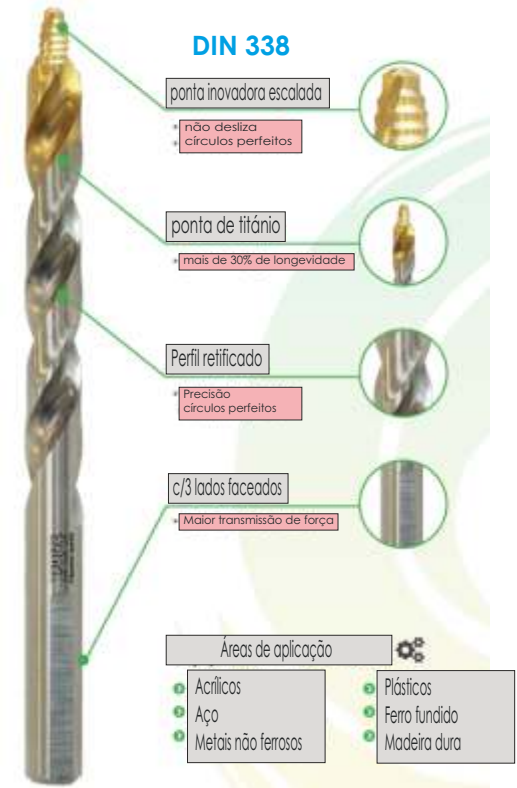 DIN 338
ponta inovadora escalada
não desliza
círculos perfeitos
ponta de titánio
mais de 30% de longevidade
Perfil retificado
Precisão
círculos perfeitos
c/3 lados faceados
Maior transmissão de força
Áreas de aplicação
Acrílicos
Aço
Metais não ferrosos
Plásticos
Ferro fundido
Madeira dura